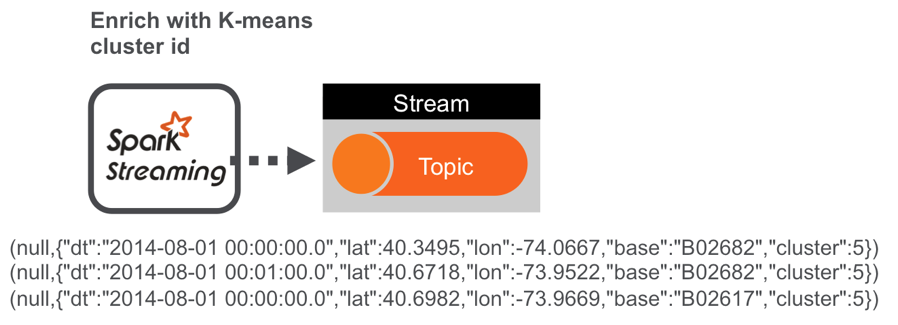 Enrich with K-means
cluster id
Spark
Streaming
Stream
Topic
(null,{"dt":"2014-08-01 00:00:00.0","lat":40.3495,"lon":-74.0667,"base":"B02682","cluster":5})
(null,{"dt":"2014-08-01 00:01:00.0","lat":40.6718,"lon":-73.9522,"base":"B02682","cluster":5})
(null,{"dt":"2014-08-01 00:00:00.0","lat":40.6982,"lon":-73.9669,"base":"B02617","cluster":5})